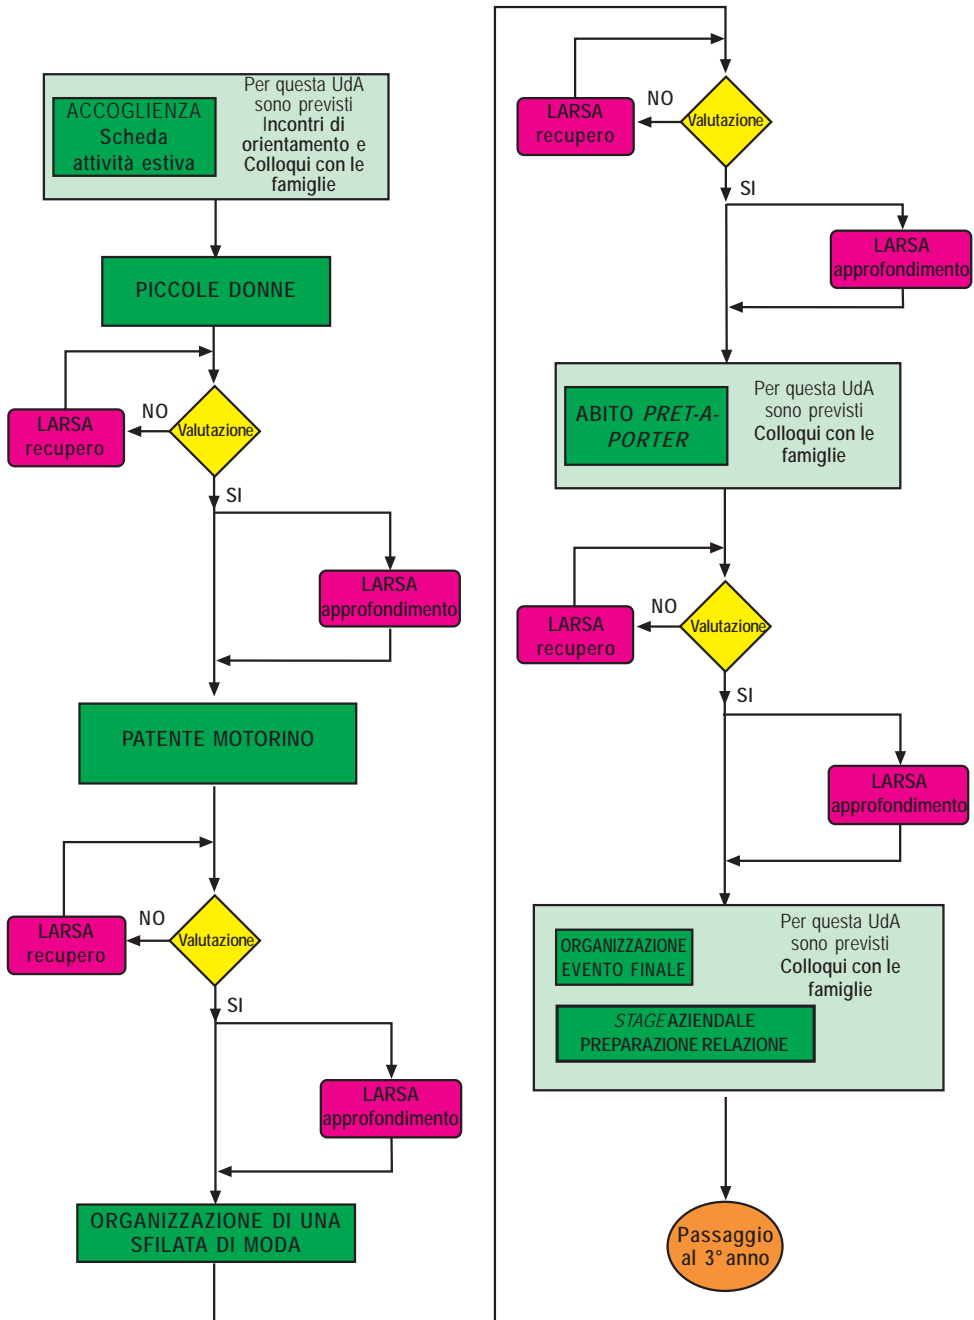 ACCOGLIENZA
Scheda
attività estiva
Per questa UdA
sono previsti
Incontri di
orientamento e
Colloqui con le
famiglie
PICCOLE DONNE
LARSA
recupero
NO
Valutazione
SI
LARSA
approfondimento
PATENTE MOTORINO
LARSA
recupero
NO
Valutazione
SI
LARSA
approfondimento
ORGANIZZAZIONE DI UNA
SFILATA DI MODA
LARSA
recupero
NO
Valutazione
SI
LARSA
approfondimento
ABITO PRET-A-
PORTER
Per questa UdA
sono previsti
Colloqui con le
famiglie
LARSA
recupero
NO
Valutazione
SI
LARSA
approfondimento
ORGANIZZAZIONE
EVENTO FINALE
Per questa UdA
sono previsti
Colloqui con le
famiglie
STAGE AZIENDALE
PREPARAZIONE RELAZIONE
Passaggio
al 3° anno